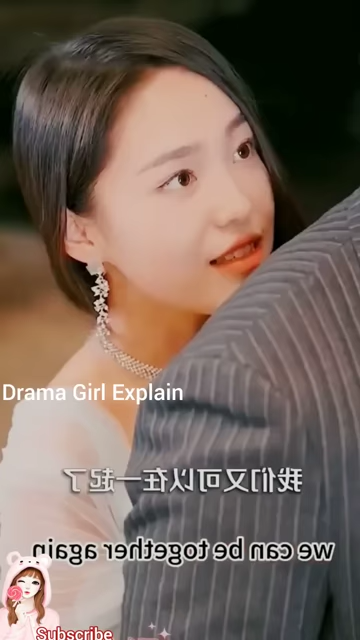 Drama Girl Explain
我们又可以在一起了
we can be together again
Subscribe